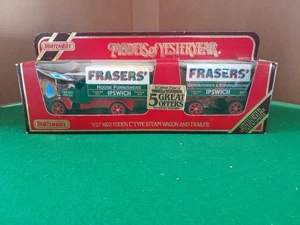 MATCHBOX
MODELS of YESTERYEAR
FRASERS'
HOUSE FURNISHERS
IPSWICH
5 GREAT
OFFERS
FRASERS'
IPSWICH
MATCHBOX
Y-27 1922 FODEN 'C' TYPE STEAM WAGON AND TRAILER